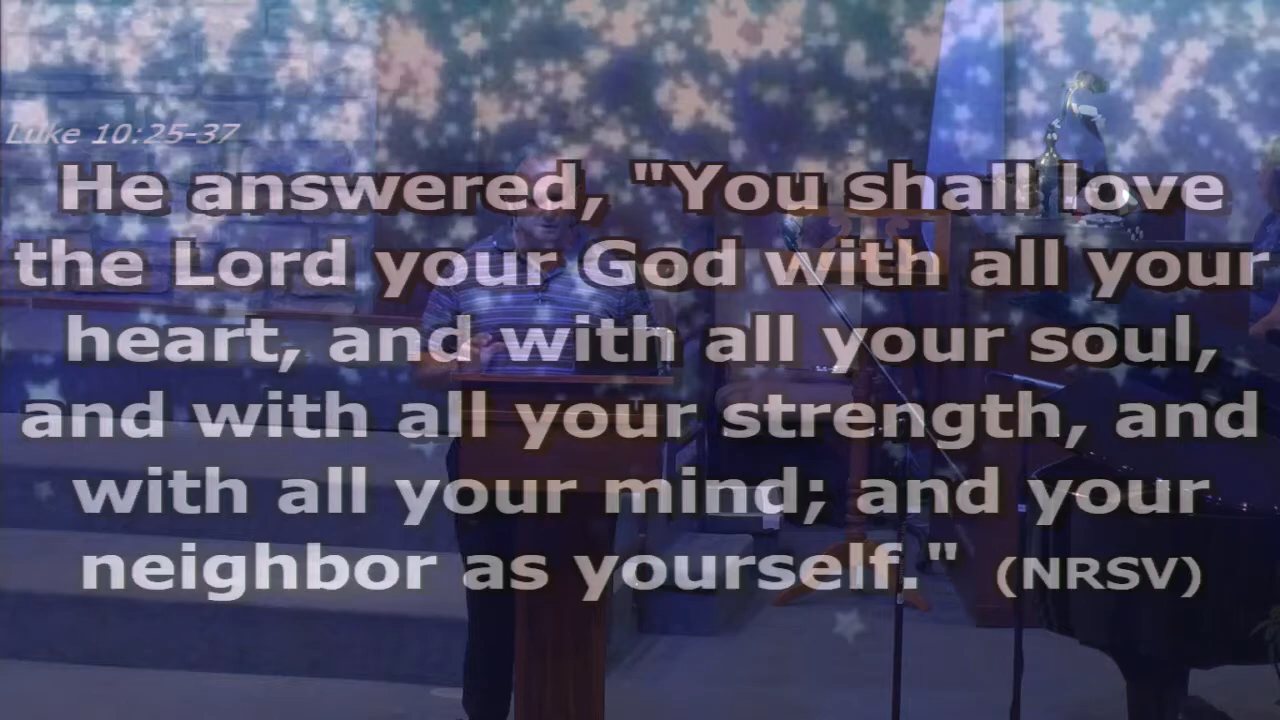 Luke 10:25-37
He answered, "You shall love
the Lord your God with all your
heart, and with all your soul,
and with all your strength, and
with all your mind; and your
neighbor as yourself." (NRSV)